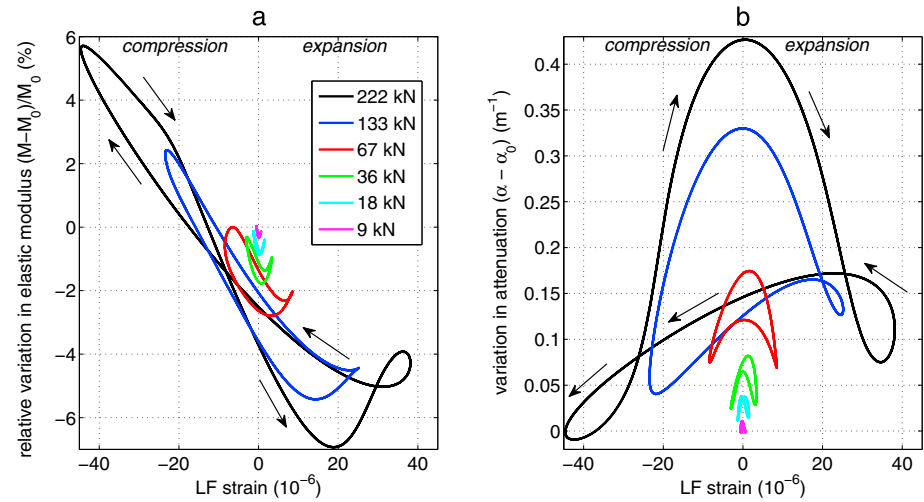 a
compression
expansion
relative variation in elastic modulus (M−M0)/M0 (%)
6
4
2
0
−2
−4
−6
222 kN
133 kN
67 kN
36 kN
18 kN
9 kN
−40
−20
0
20
40
LF strain (10−6)
b
compression
expansion
variation in attenuation (α − α0) (m−1)
0.4
0.35
0.3
0.25
0.2
0.15
0.1
0.05
0
−40
−20
0
20
40
LF strain (10−6)